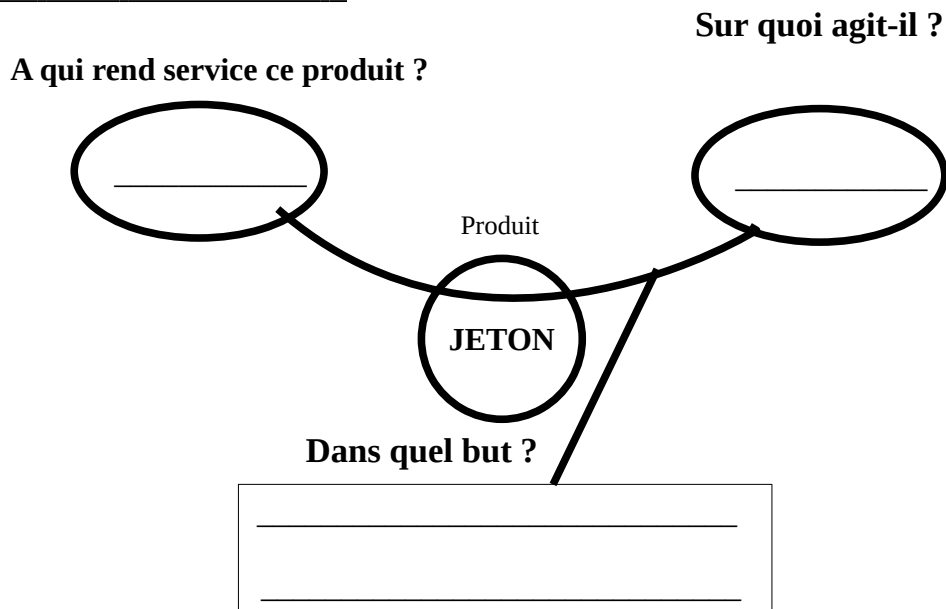 Sur quoi agit-il ?
A qui rend service ce produit ?
Produit
JETON
Dans quel but ?